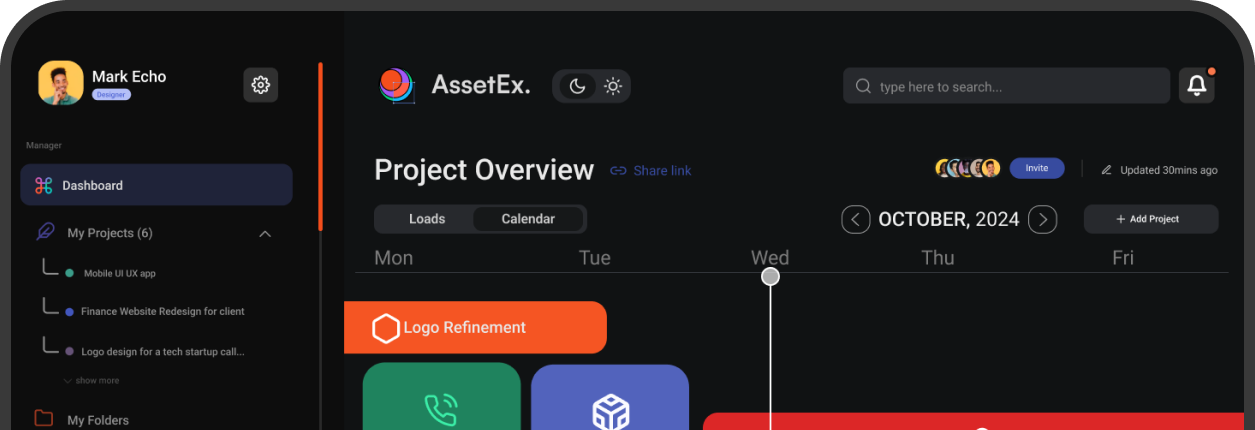 Mark Echo
Designer
Manager
Dashboard
My Projects (6)
Mobile UI UX app
Finance Website Redesign for client
Logo design for a tech startup call...
show more
My Folders
AssetEx.
type here to search...
Project Overview
Share link
Invite
Updated 30mins ago
Loads
Calendar
OCTOBER, 2024
+ Add Project
Mon
Tue
Wed
Thu
Fri
Logo Refinement